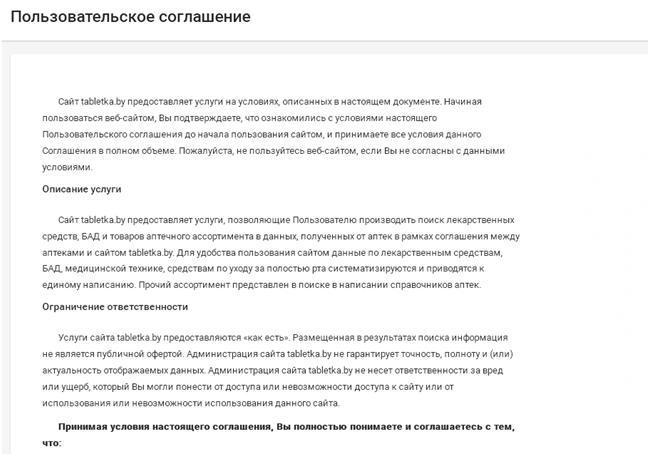 Пользовательское соглашение
Сайт tabletka.by предоставляет услуги на условиях, описанных в настоящем документе. Начиная
пользоваться веб-сайтом, Вы подтверждаете, что ознакомились с условиями настоящего
Пользовательского соглашения до начала пользования сайтом, и принимаете все условия данного
Соглашения в полном объеме. Пожалуйста, не пользуйтесь веб-сайтом, если Вы не согласны с данными
условиями.
Описание услуги
Сайт tabletka.by предоставляет услуги, позволяющие Пользователю производить поиск лекарственных
средств, БАД и товаров аптечного ассортимента в данных, полученных от аптек в рамках соглашения между
аптеками и сайтом tabletka.by. Для удобства пользования сайтом данные по лекарственным средствам,
БАД, медицинской технике, средствам по уходу за полостью рта систематизируются и приводятся к
единому написанию. Прочий ассортимент представлен в поиске в написании справочников аптек.
Ограничение ответственности
Услуги сайта tabletka.by предоставляются «как есть». Размещенная в результатах поиска информация
не является публичной офертой. Администрация сайта tabletka.by не гарантирует точность, полноту и (или)
актуальность отображаемых данных. Администрация сайта tabletka.by не несет ответственности за вред
или ущерб, который Вы могли понести от доступа или невозможности доступа к сайту или от
использования или невозможности использования данного сайта.
Принимая условия настоящего соглашения, Вы полностью понимаете и соглашаетесь с тем,
что: